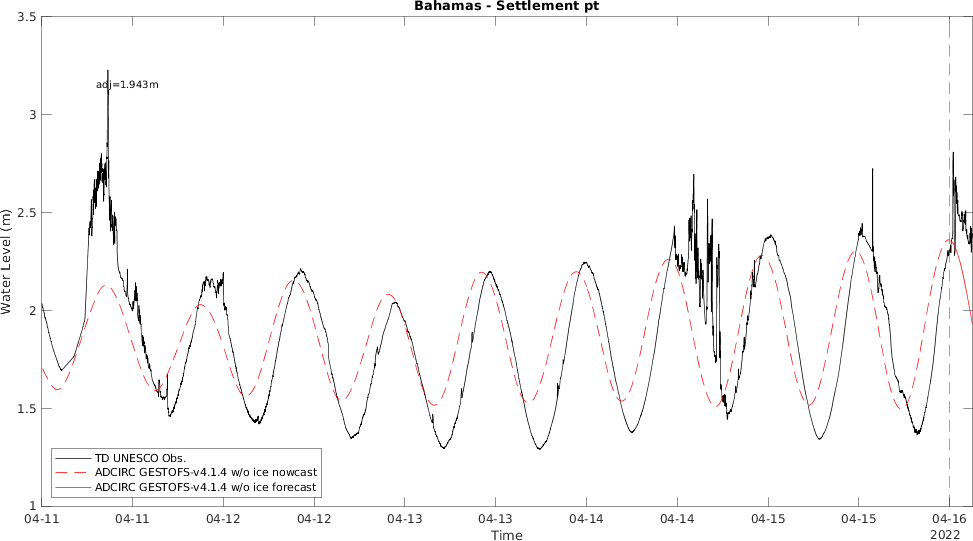 Bahamas - Settlement pt
3.5
3
2.5
2
1.5
1
Water Level (m)
adj=1.943m
TD UNESCO Obs.
ADCIRC GESTOFS-v4.1.4 w/o ice nowcast
ADCIRC GESTOFS-v4.1.4 w/o ice forecast
04-11 04-11 04-12 04-12 04-13 04-13 04-14 04-14 04-15 04-15 04-16
Time
2022